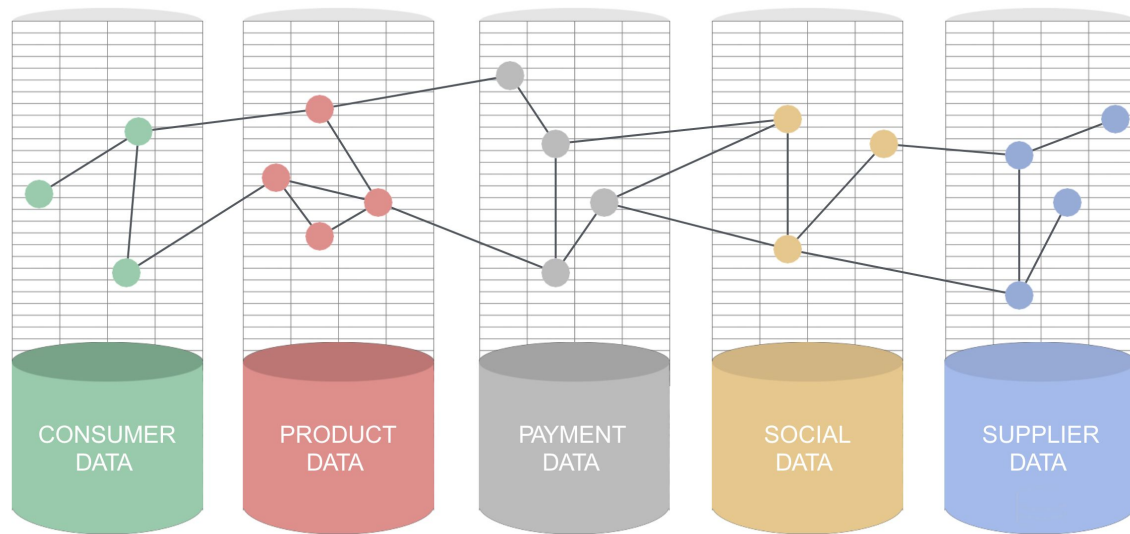 CONSUMER
DATA
PRODUCT
DATA
PAYMENT
DATA
SOCIAL
DATA
SUPPLIER
DATA